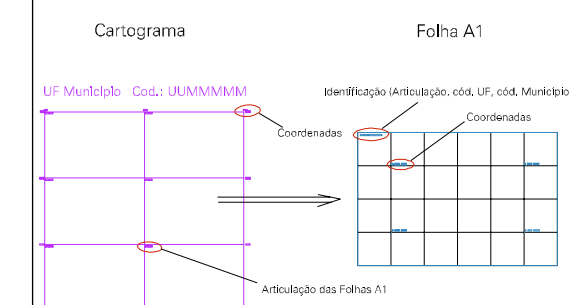 Cartograma
Folha A1
UF Município Cod.: UUMMMMM
Identificação (Articulação, cód. UF, cód. Município
Coordenadas
Coordenadas
Articulação das Folhas A1